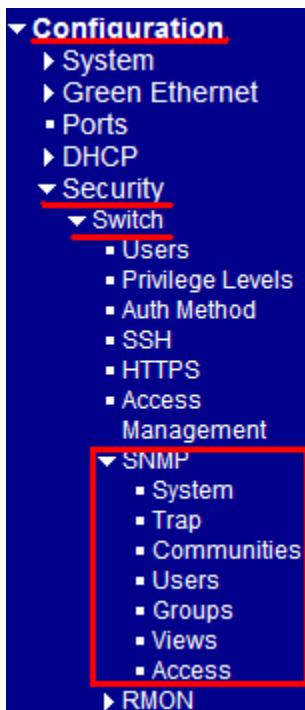 Configuration
System
Green Ethernet
Ports
DHCP
Security
Switch
Users
Privilege Levels
Auth Method
SSH
HTTPS
Access
Management
SNMP
System
Trap
Communities
Users
Groups
Views
Access
RMON